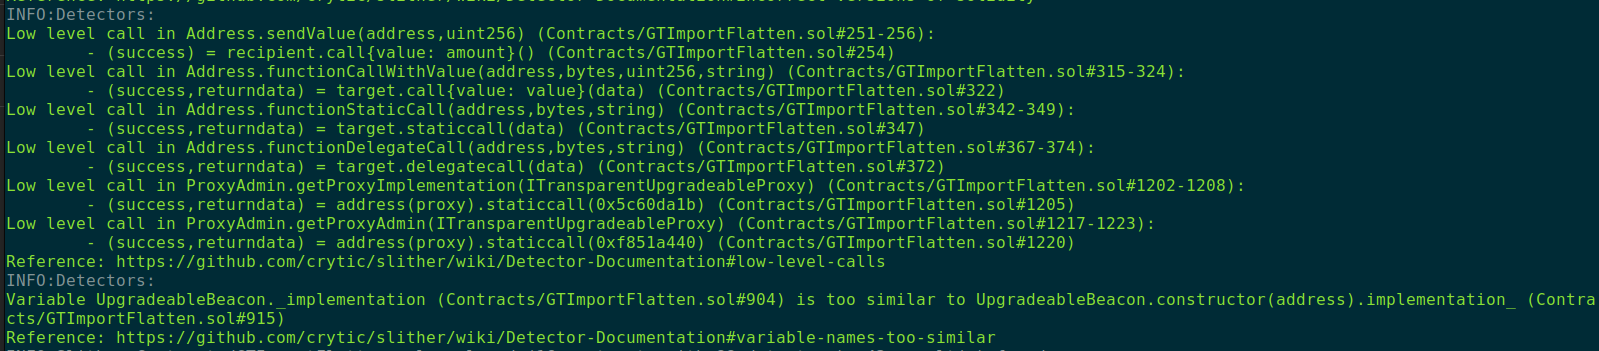 INFO:Detectors:
Low level call in Address.sendValue(address,uint256) (Contracts/GTImportFlatten.sol#251-256):
- (success) = recipient.call{value: amount}() (Contracts/GTImportFlatten.sol#254)
Low level call in Address.functionCallWithValue(address,bytes,uint256,string) (Contracts/GTImportFlatten.sol#315-324):
- (success,returndata) = target.call{value: value}(data) (Contracts/GTImportFlatten.sol#322)
Low level call in Address.functionStaticCall(address,bytes,string) (Contracts/GTImportFlatten.sol#342-349):
- (success,returndata) = target.staticcall(data) (Contracts/GTImportFlatten.sol#347)
Low level call in Address.functionDelegateCall(address,bytes,string) (Contracts/GTImportFlatten.sol#367-374):
- (success,returndata) = target.delegatecall(data) (Contracts/GTImportFlatten.sol#372)
Low level call in ProxyAdmin.getProxyImplementation(ITransparentUpgradeableProxy) (Contracts/GTImportFlatten.sol#1202-1208):
- (success,returndata) = address(proxy).staticcall(0x5c60da1b) (Contracts/GTImportFlatten.sol#1205)
Low level call in ProxyAdmin.getProxyAdmin(ITransparentUpgradeableProxy) (Contracts/GTImportFlatten.sol#1217-1223):
- (success,returndata) = address(proxy).staticcall(0xf851a440) (Contracts/GTImportFlatten.sol#1220)
Reference: https://github.com/crytic/slither/wiki/Detector-Documentation#low-level-calls
INFO:Detectors:
Variable UpgradeableBeacon._implementation (Contracts/GTImportFlatten.sol#904) is too similar to UpgradeableBeacon.constructor(address).implementation_ (Contra
cts/GTImportFlatten.sol#915)
Reference: https://github.com/crytic/slither/wiki/Detector-Documentation#variable-names-too-similar